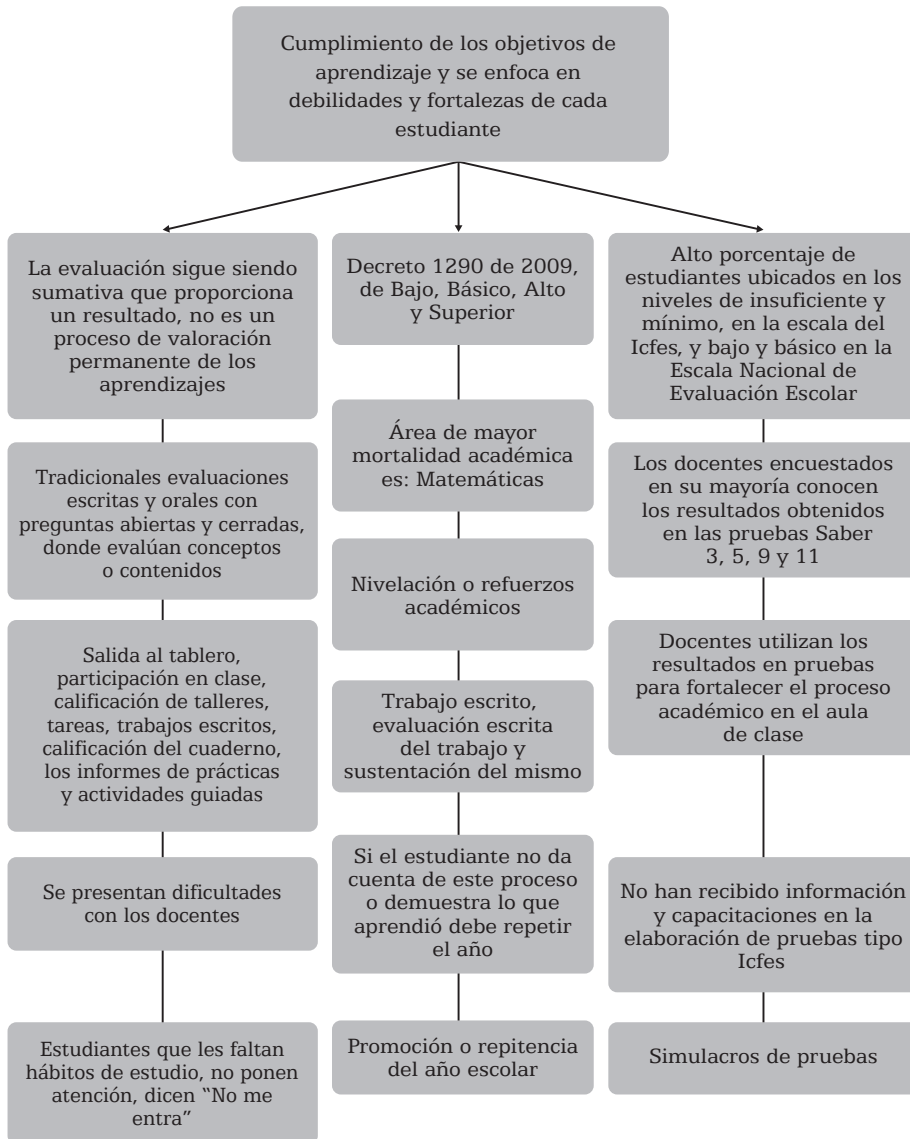 Cumplimiento de los objetivos de
aprendizaje y se enfoca en
debilidades y fortalezas de cada
estudiante
La evaluación sigue siendo
sumativa que proporciona
un resultado, no es un
proceso de valoración
permanente de los
aprendizajes
Tradicionales evaluaciones
escritas y orales con
preguntas abiertas y cerradas,
donde evalúan conceptos
o contenidos
Salida al tablero,
participación en clase,
calificación de talleres,
tareas, trabajos escritos,
calificación del cuaderno,
los informes de prácticas
y actividades guiadas
Se presentan dificultades
con los docentes
Estudiantes que les faltan
hábitos de estudio, no ponen
atención, dicen “No me
entra”
Decreto 1290 de 2009,
de Bajo, Básico, Alto
y Superior
Área de mayor
mortalidad académica
es: Matemáticas
Nivelación o refuerzos
académicos
Trabajo escrito,
evaluación escrita
del trabajo y
sustentación del mismo
Si el estudiante no da
cuenta de este proceso
o demuestra lo que
aprendió debe repetir
el año
Promoción o repitencia
del año escolar
Alto porcentaje de
estudiantes ubicados en los
niveles de insuficiente y
mínimo, en la escala del
Icfes, y bajo y básico en la
Escala Nacional de
Evaluación Escolar
Los docentes encuestados
en su mayoría conocen
los resultados obtenidos
en las pruebas Saber
3, 5, 9 y 11
Docentes utilizan los
resultados en pruebas
para fortalecer el proceso
académico en el aula
de clase
No han recibido información
y capacitaciones en la
elaboración de pruebas tipo
Icfes
Simulacros de pruebas